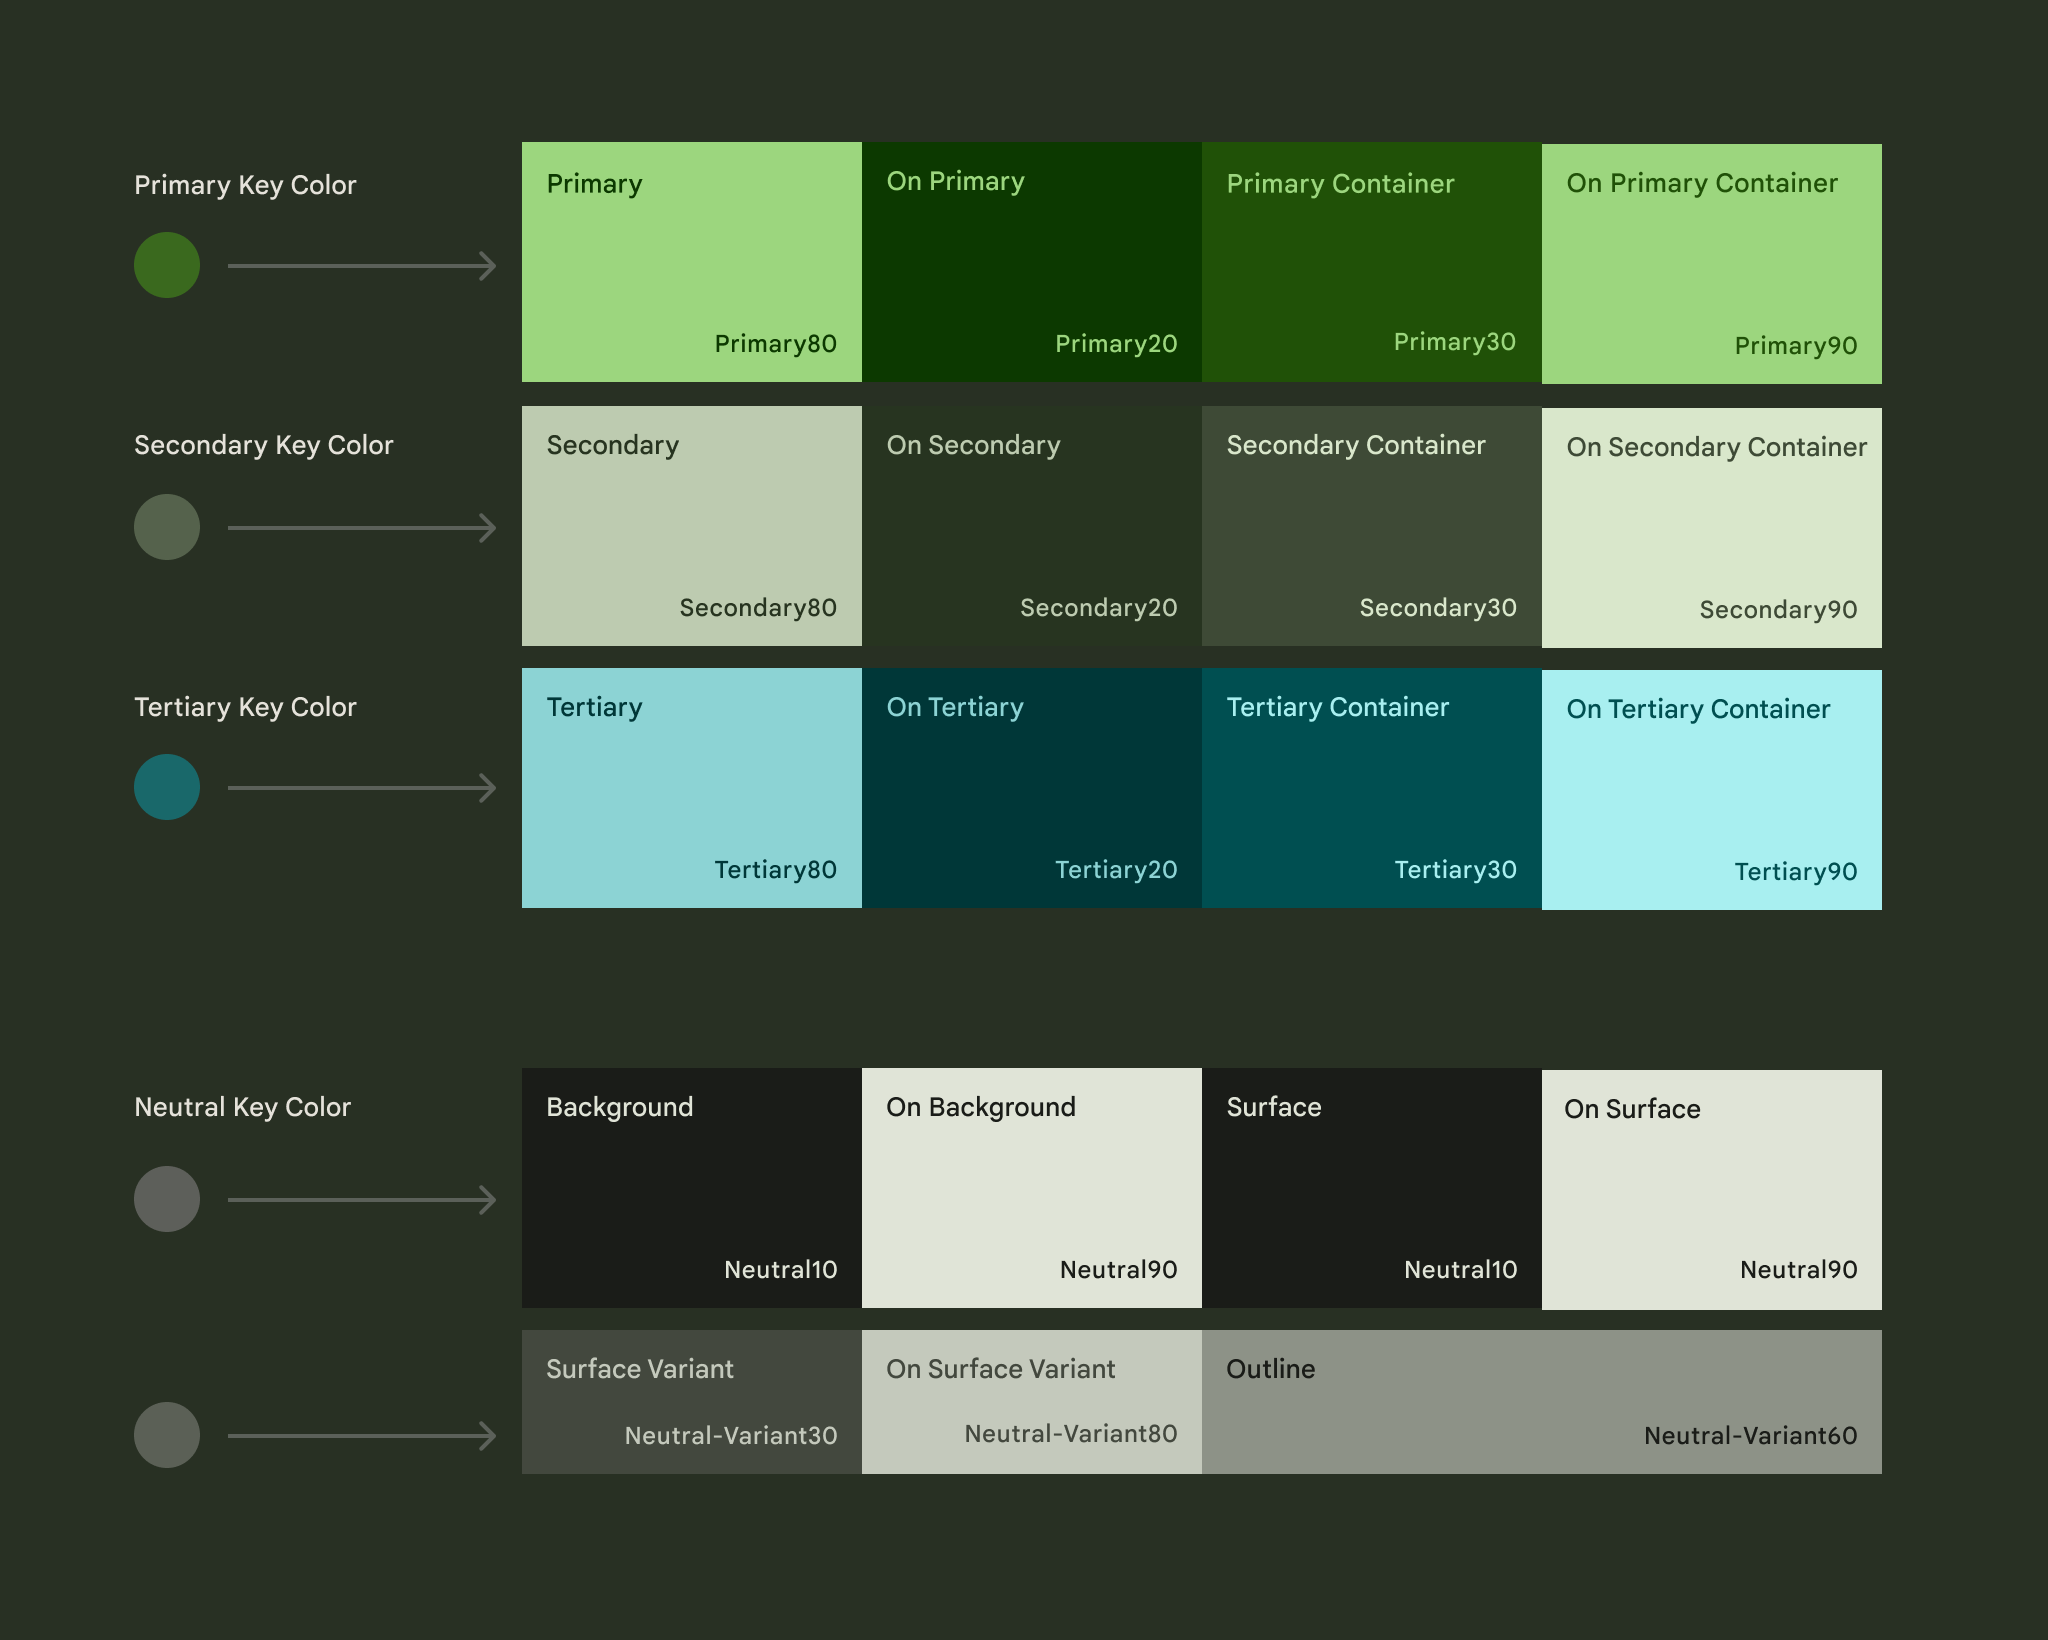 Primary Key Color
Primary
Primary80
On Primary
Primary20
Primary Container
Primary30
On Primary Container
Primary90
Secondary Key Color
Secondary
Secondary80
On Secondary
Secondary20
Secondary Container
Secondary30
On Secondary Container
Secondary90
Tertiary Key Color
Tertiary
Tertiary80
On Tertiary
Tertiary20
Tertiary Container
Tertiary30
On Tertiary Container
Tertiary90
Neutral Key Color
Background
Neutral10
On Background
Neutral90
Surface
Neutral10
On Surface
Neutral90
Surface Variant
Neutral-Variant30
On Surface Variant
Neutral-Variant80
Outline
Neutral-Variant60